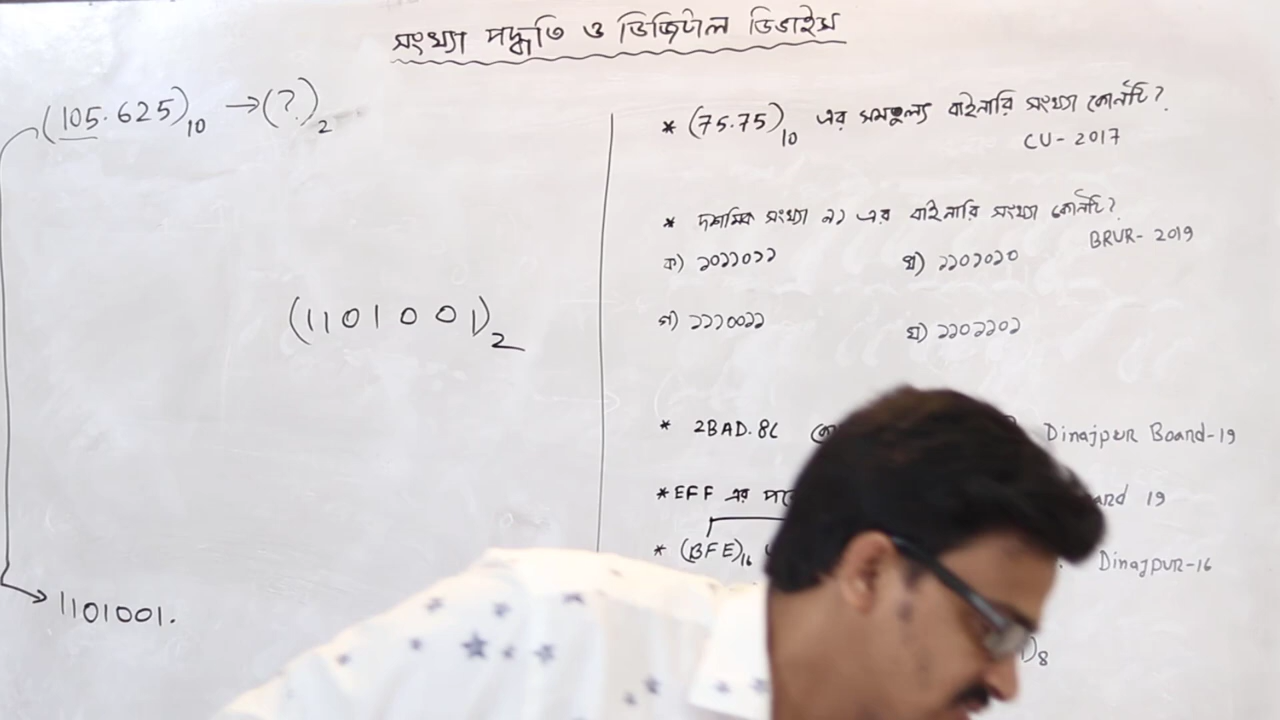 সংখ্যা পদ্ধতি ও ডিজিটাল ডিভাইস
(105.625)10 →(?)2
(1101001)2
1101001.
* (75.75)10 এর সমতুল্য বাইনারি সংখ্যা কোনটি?
CU- 2017
* দশমিক সংখ্যা ৯১ এর বাইনারি সংখ্যা কোনটি?
BRUR- 2019
ক) ১০১১০১১ খ) ১১০১০১০
গ) ১১১০০১১ ঘ) ১১০১১০১
* 2BAD.8C Dinajpur Board-19
* EFF এর 19
* (BFE)16 Dinajpur-16
)8